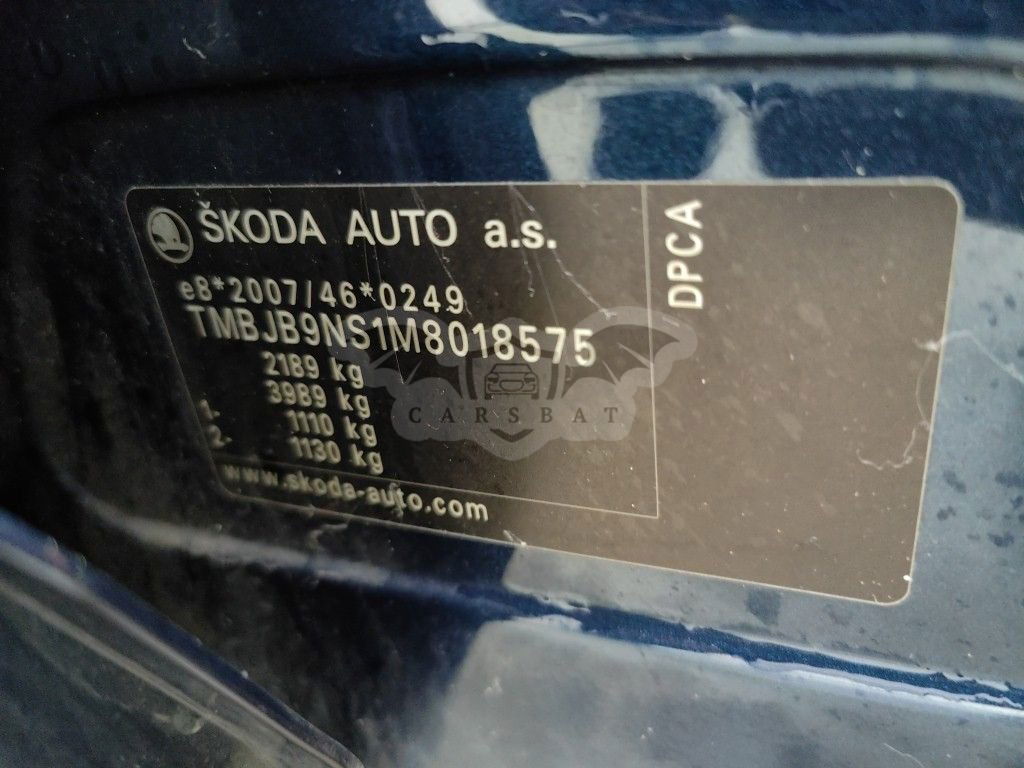 ŠKODA AUTO a.s.
e8*2007/46*0249
TMBJB9NS1M8018575
2189 kg
3989 kg
1. 1110 kg
2. 1130 kg
www.skoda-auto.com
DPCA
CARSBAT